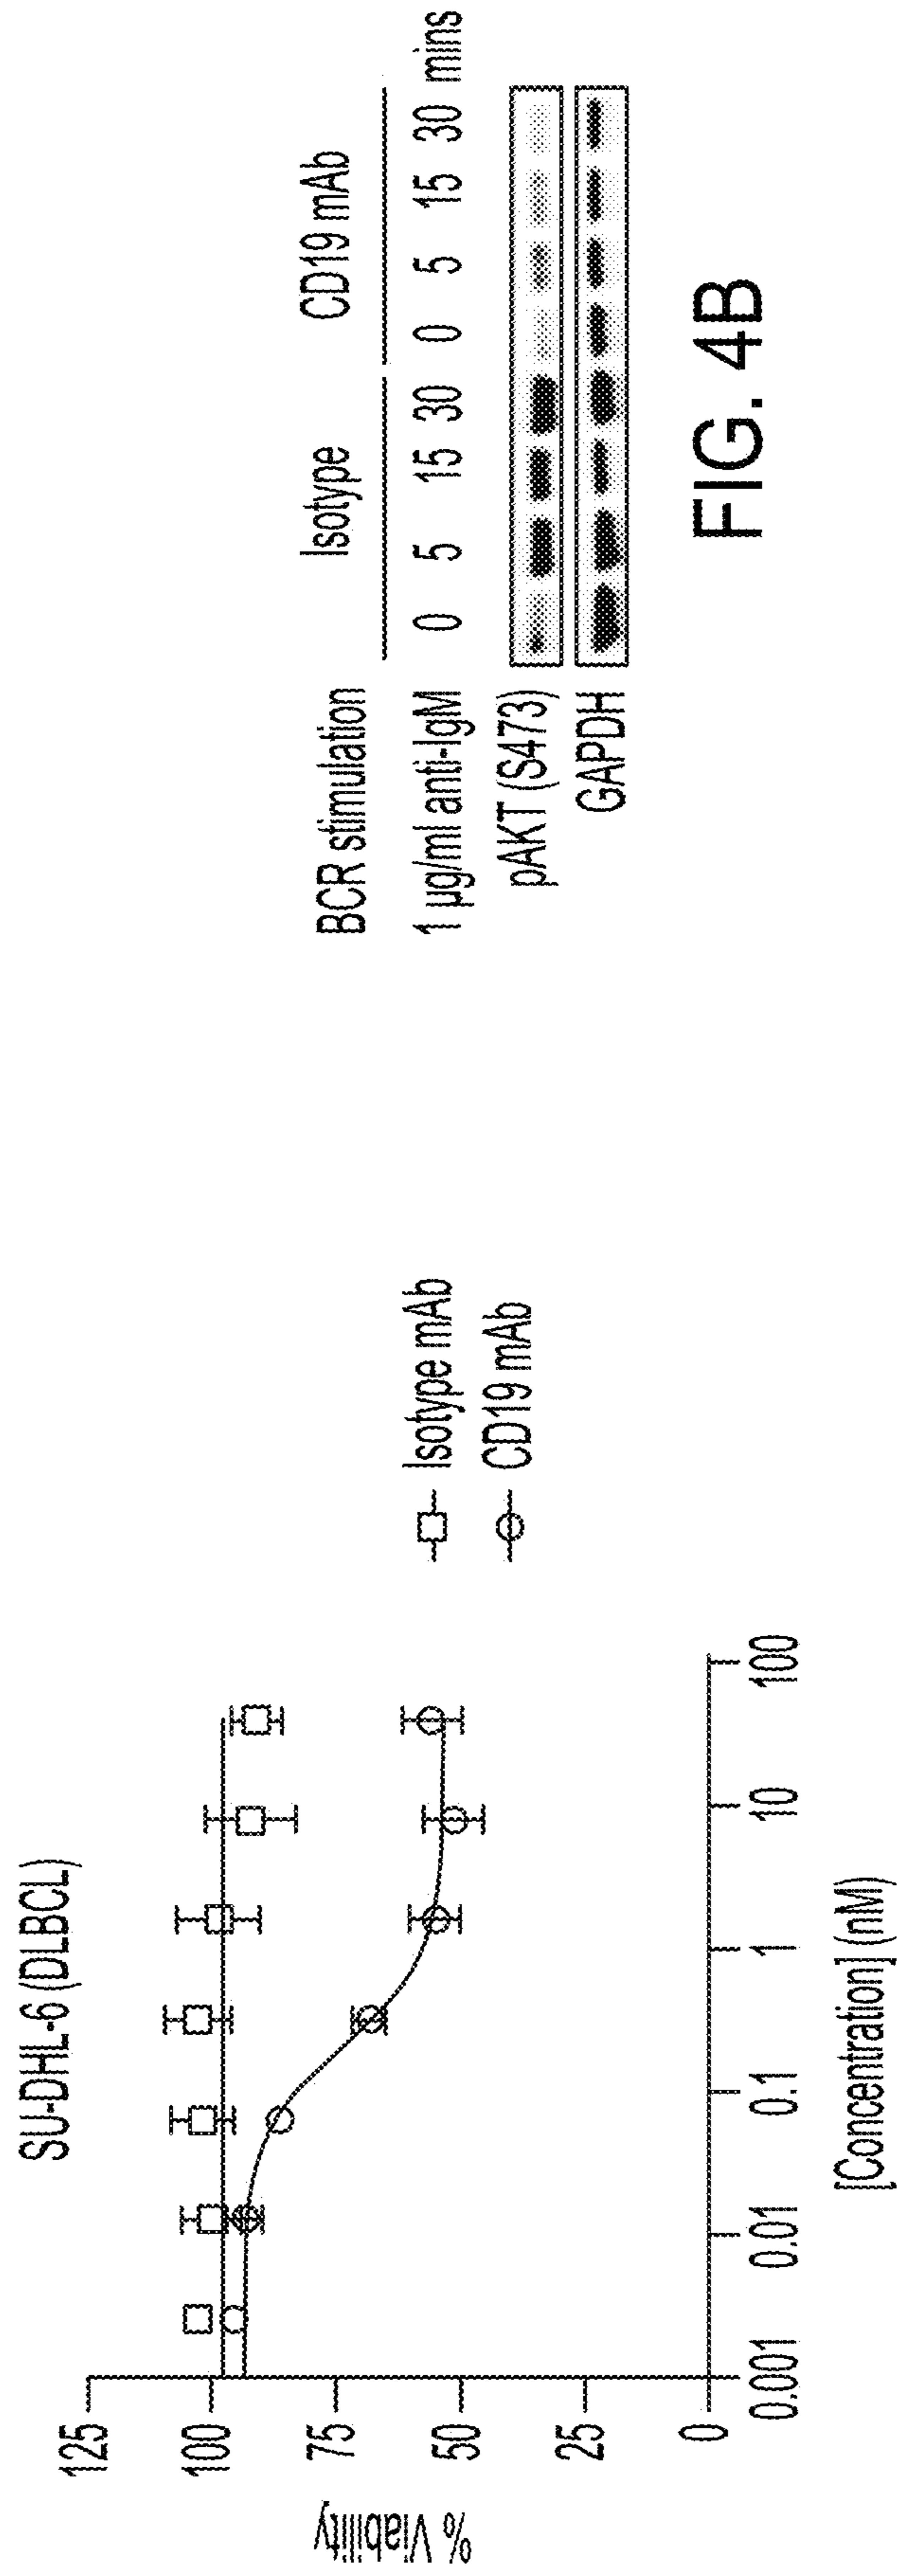 SU-DHL-6 (DLBCL)
% Viability
125
100
75
50
25
0
0.001 0.01 0.1 1 10 100
[Concentration] (nM)
Isotype mAb
CD19 mAb
BCR stimulation Isotype CD19 mAb
1 µg/ml anti-IgM 0 5 15 30 0 5 15 30 mins
pAKT (S473)
GAPDH
FIG. 4B